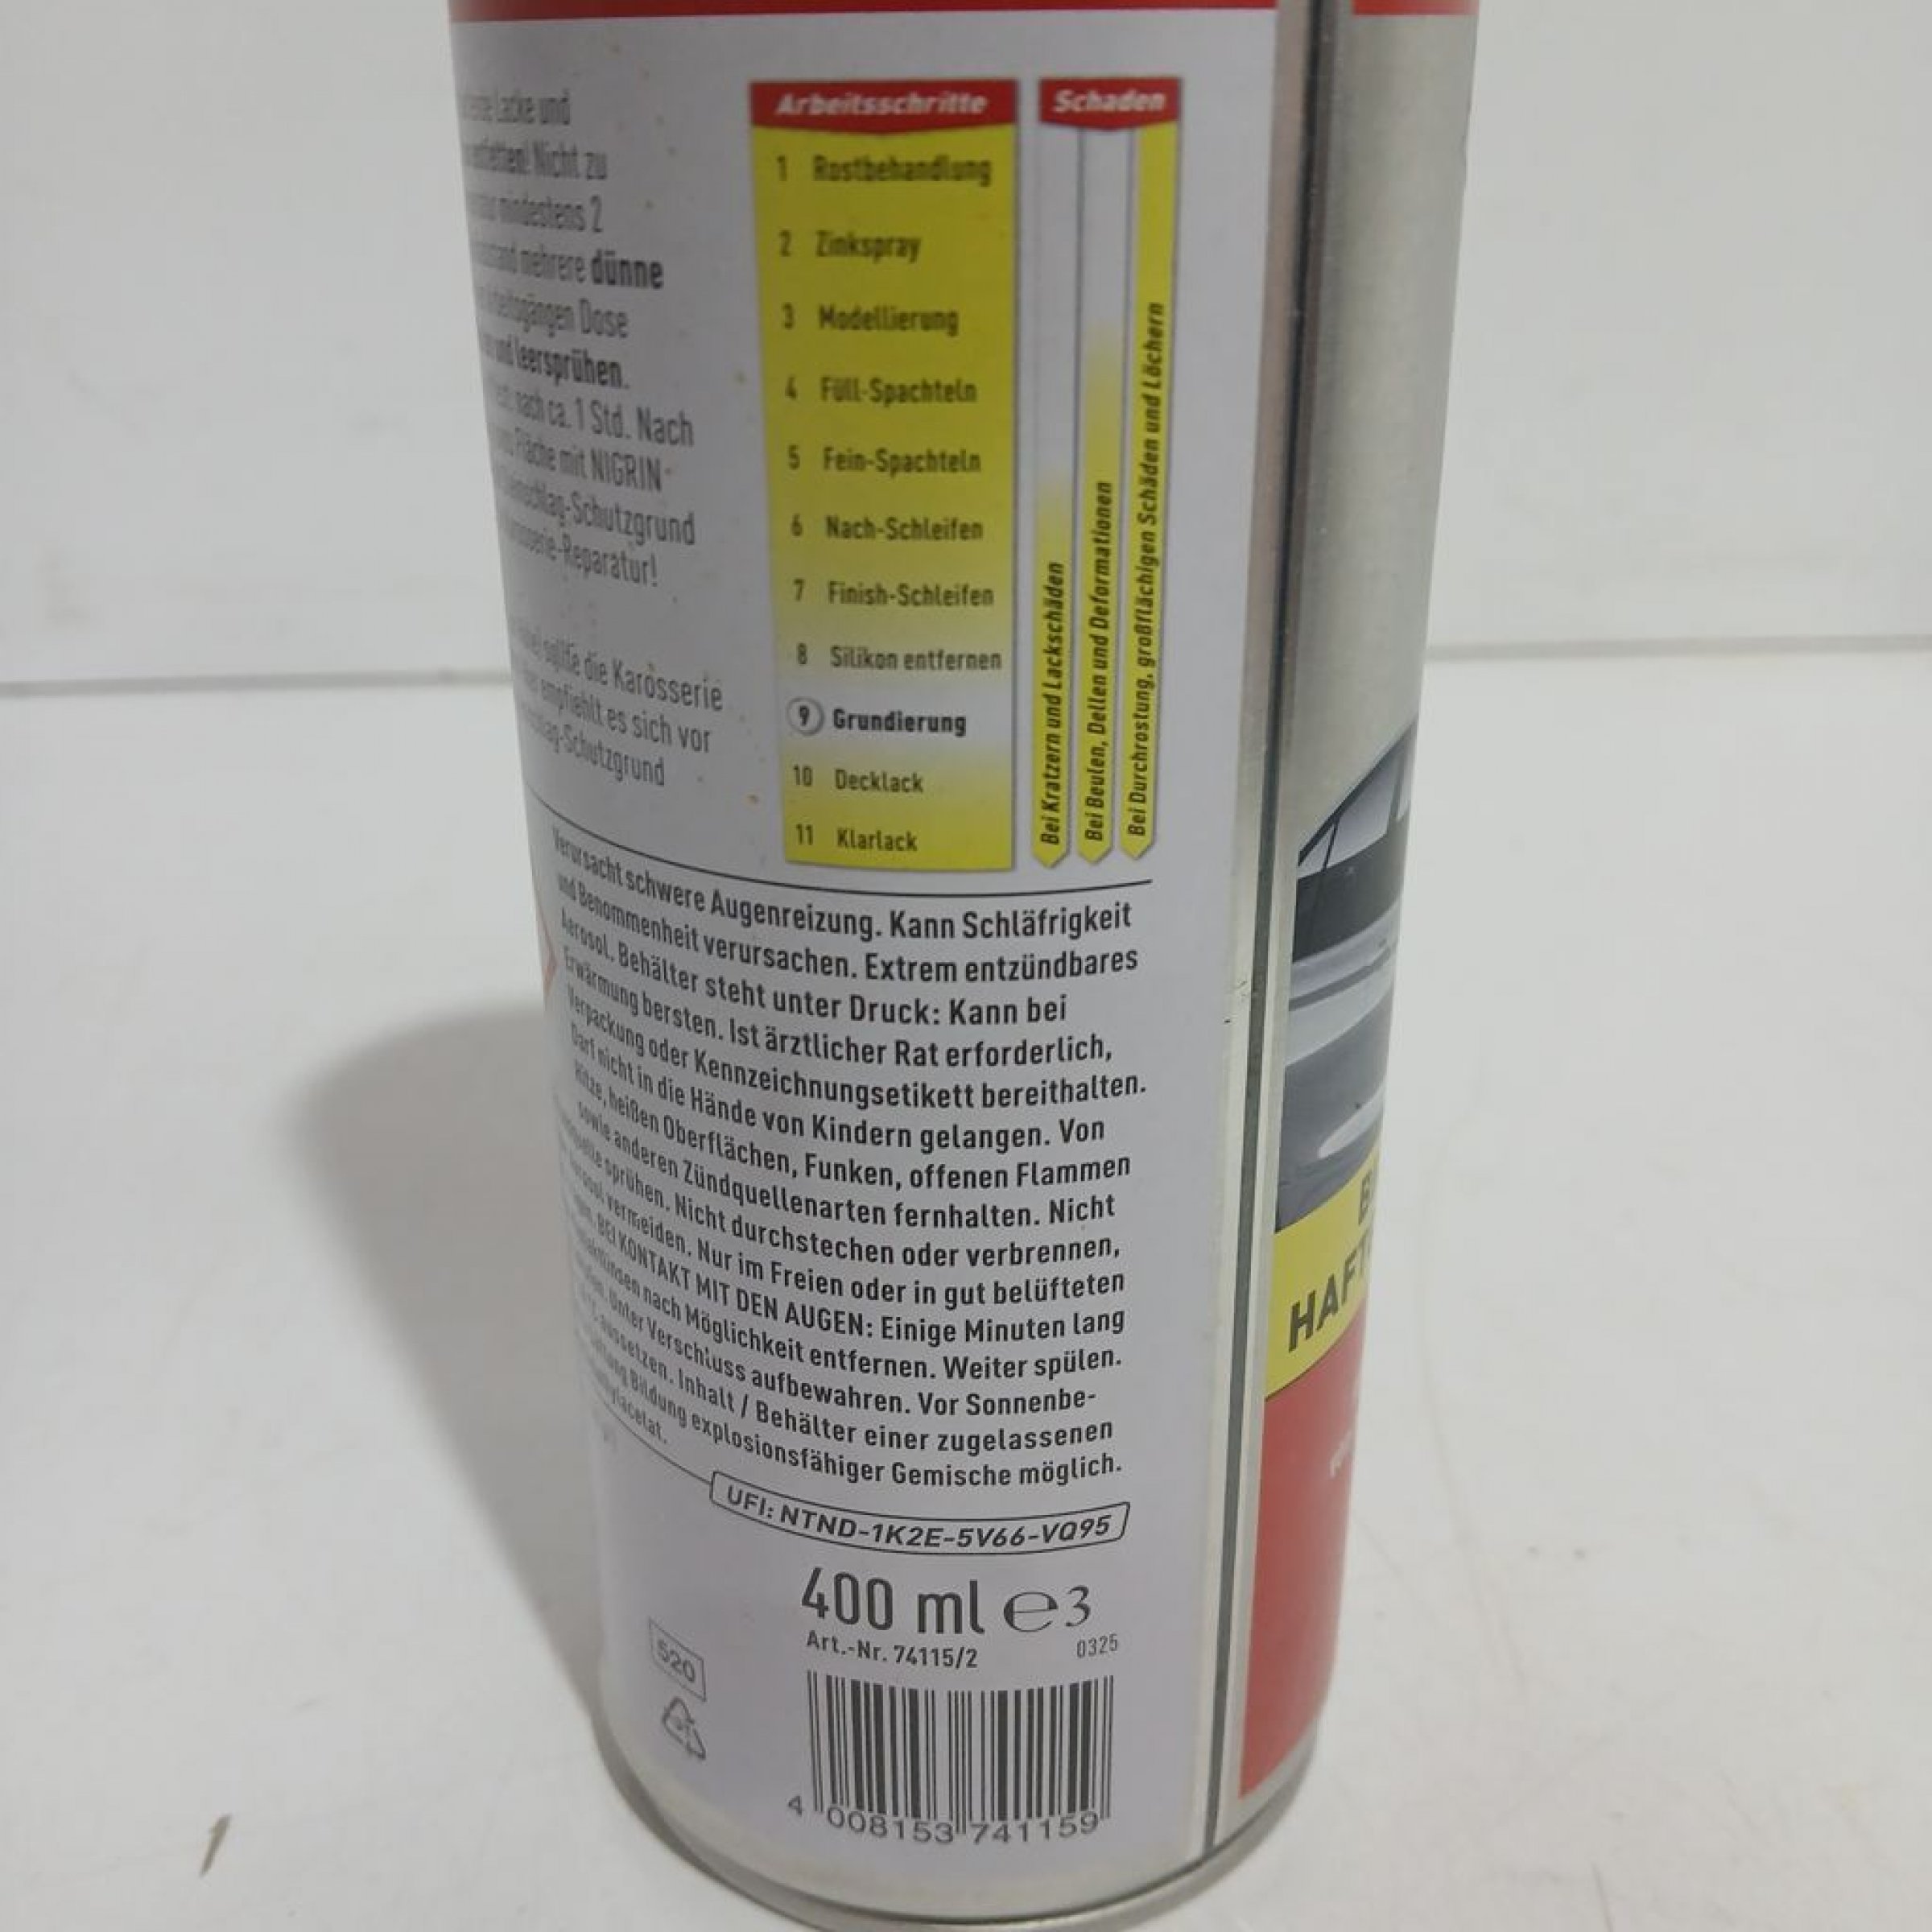 Lacke und
Nicht zu
mindestens 2
mehrere dünne
Dose
und leersprühen.
nach ca. 1 Std. Nach
Fläche mit NIGRIN-
-Schutzgrund
-Reparatur!
sollte die Karosserie
empfiehlt es sich vor
-Schutzgrund
Arbeitsschritte
1 Rostbehandlung
2 Zinkspray
3 Modellierung
4 Füll-Spachteln
5 Fein-Spachteln
6 Nach-Schleifen
7 Finish-Schleifen
8 Silikon entfernen
9 Grundierung
10 Decklack
11 Klarlack
Schaden
Bei Kratzern und Lackschäden
Bei Beulen, Dellen und Deformationen
Bei Durchrostung, großflächigen Schäden und Löchern
Verursacht schwere Augenreizung. Kann Schläfrigkeit
und Benommenheit verursachen. Extrem entzündbares
Aerosol. Behälter steht unter Druck: Kann bei
Erwärmung bersten. Ist ärztlicher Rat erforderlich,
Verpackung oder Kennzeichnungsetikett bereithalten.
Darf nicht in die Hände von Kindern gelangen. Von
Hitze, heißen Oberflächen, Funken, offenen Flammen
sowie anderen Zündquellenarten fernhalten. Nicht
sprühen. Nicht durchstechen oder verbrennen,
vermeiden. Nur im Freien oder in gut belüfteten
BEI KONTAKT MIT DEN AUGEN: Einige Minuten lang
nach Möglichkeit entfernen. Weiter spülen.
Unter Verschluss aufbewahren. Vor Sonnenbe-
aussetzen. Inhalt / Behälter einer zugelassenen
Bildung explosionsfähiger Gemische möglich.
UFI: NTND-1K2E-5V66-VQ95
400 ml e3
Art.-Nr. 74115/2 0325
520
4 008153 741159
HAFT